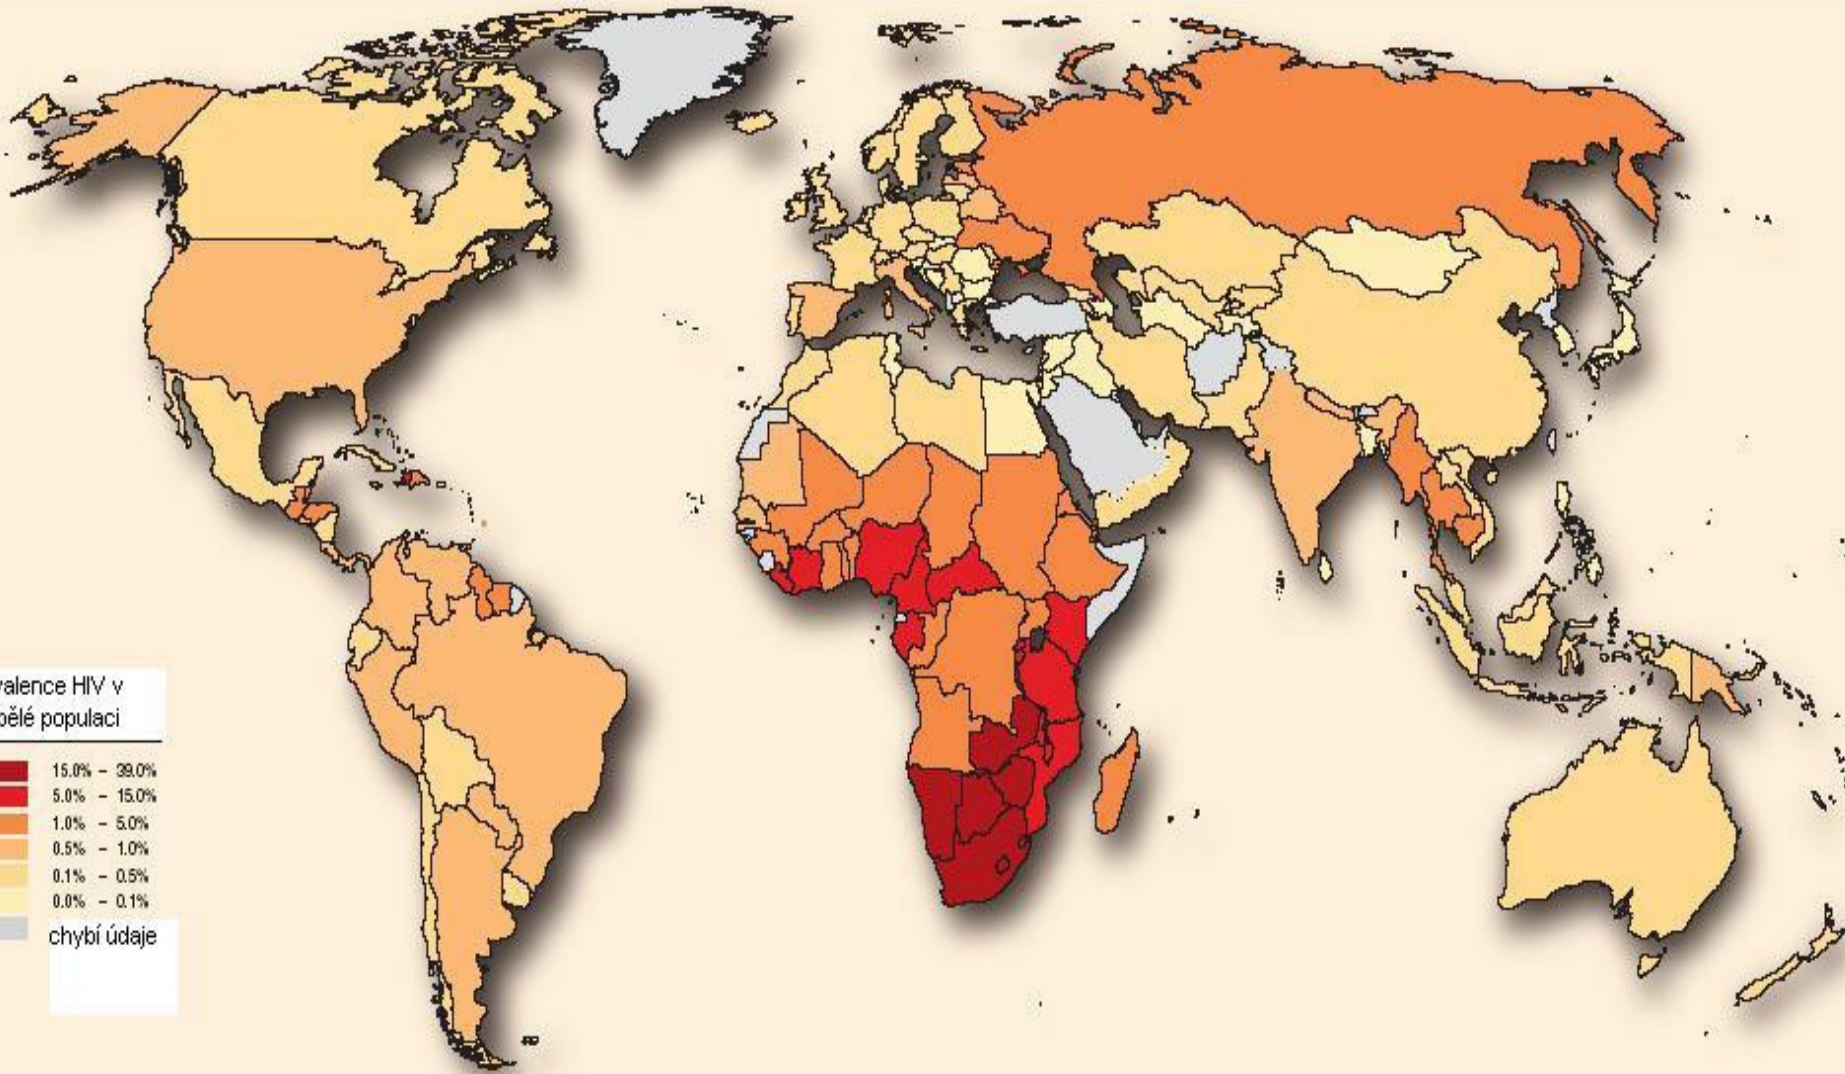 valence HIV v
pělé populaci
15.0% - 39.0%
5.0% - 15.0%
1.0% - 5.0%
0.5% - 1.0%
0.1% - 0.5%
0.0% - 0.1%
chybí údaje